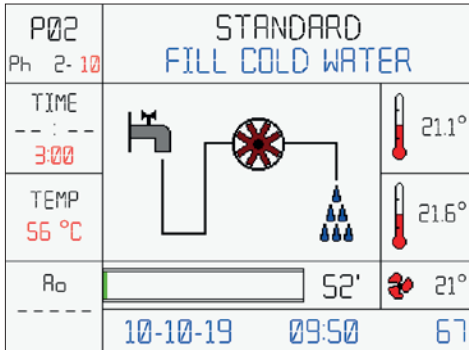 P02
Ph 2-10
STANDARD
FILL COLD WATER
TIME
--:--
3:00
21.1°
TEMP
56 °C
21.6°
Ao
-----
52'
21°
10-10-19 09:50 67